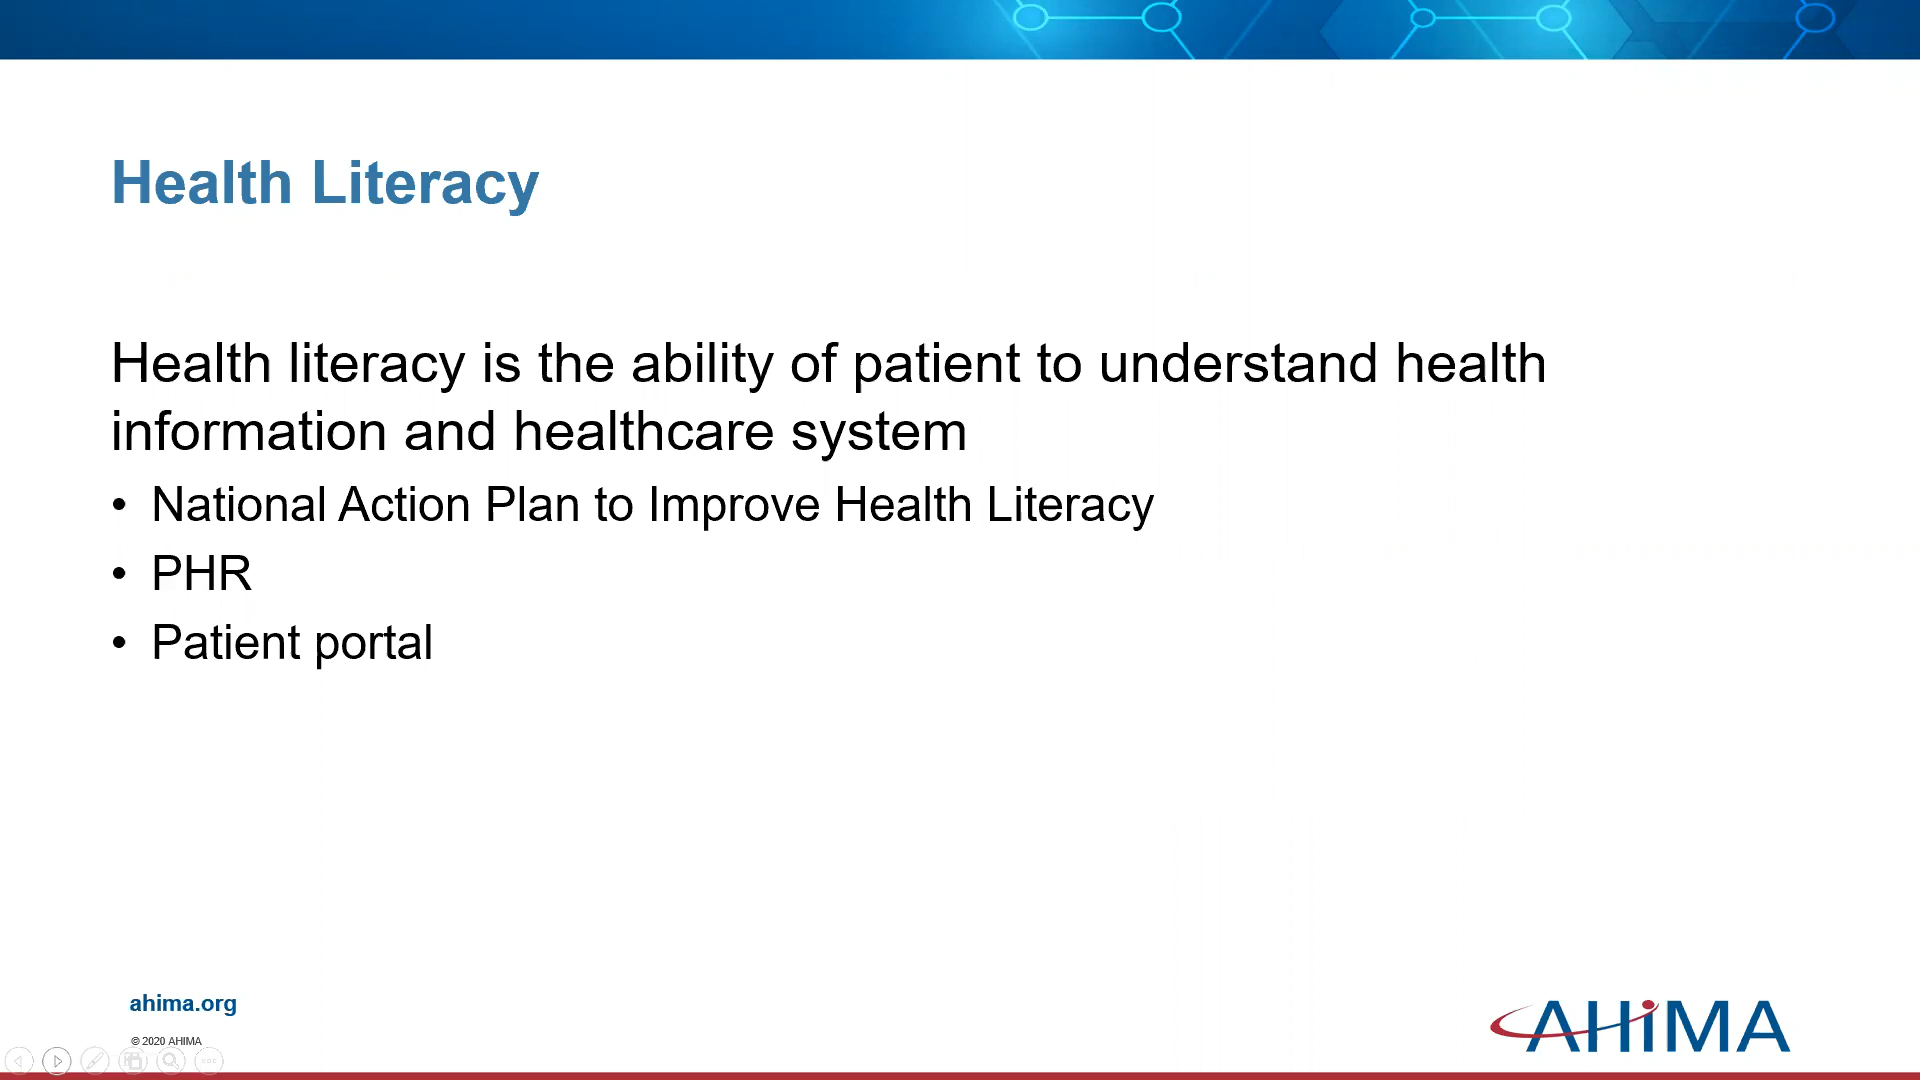 Health Literacy
Health literacy is the ability of patient to understand health
information and healthcare system
• National Action Plan to Improve Health Literacy
• PHR
• Patient portal
ahima.org
© 2020 AHIMA
AHiMA